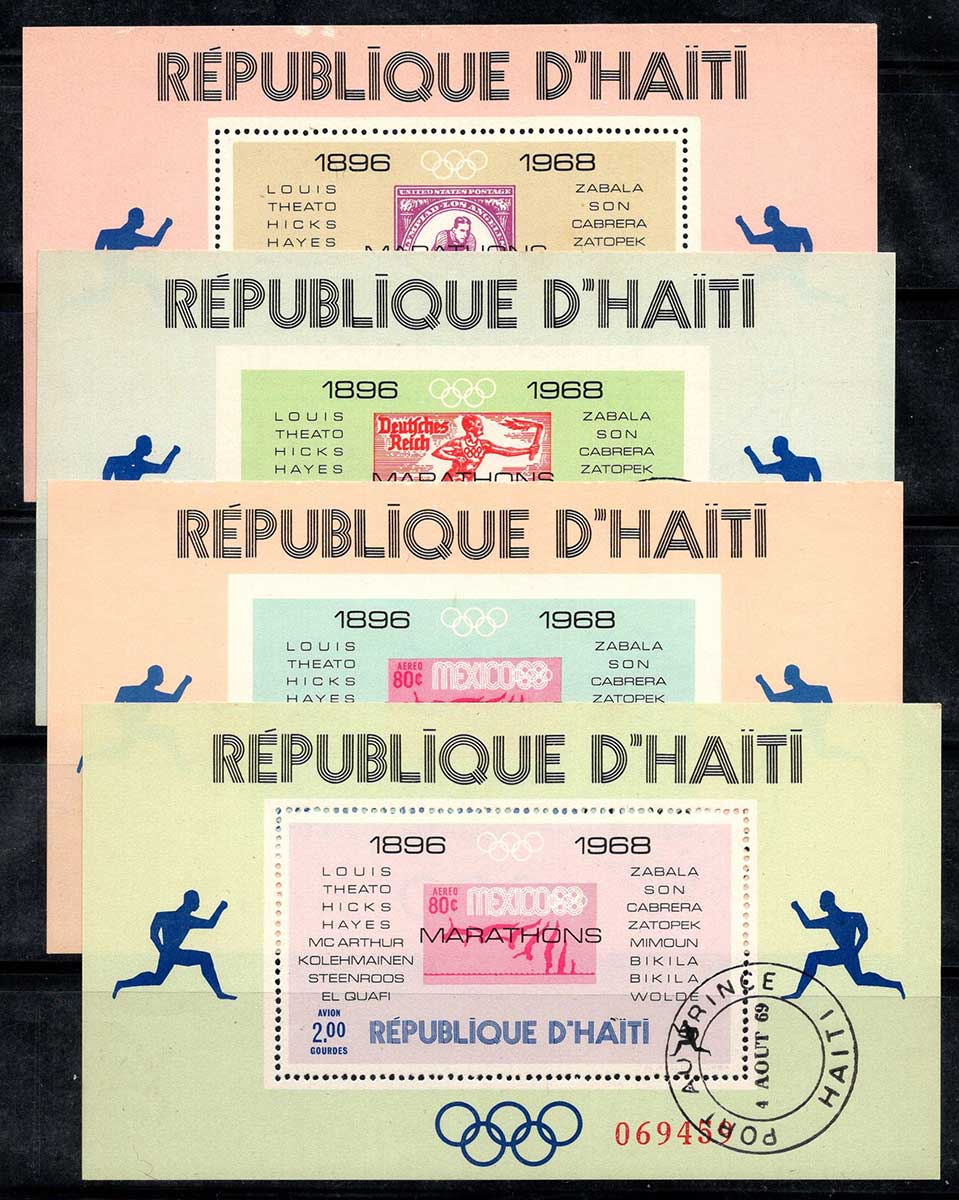 RÉPUBLIQUE D'HAÏTI
1896 1968
LOUIS ZABALA
THEATO SON
HICKS CABRERA
HAYES ZATOPEK
UNITED STATES POSTAGE
MARATHONS
RÉPUBLIQUE D'HAÏTI
1896 1968
LOUIS ZABALA
THEATO SON
HICKS CABRERA
HAYES ZATOPEK
Deutsches
Reich
MARATHONS
RÉPUBLIQUE D'HAÏTI
1896 1968
LOUIS ZABALA
THEATO SON
HICKS CABRERA
HAYES ZATOPEK
AEREO
80¢ MEXICO68
RÉPUBLIQUE D'HAÏTI
1896 1968
LOUIS ZABALA
THEATO SON
HICKS CABRERA
HAYES ZATOPEK
MC ARTHUR MIMOUN
KOLEHMAINEN BIKILA
STEENROOS BIKILA
EL QUAFI WOLDE
AEREO
80¢ MEXICO68
MARATHONS
AVION
2.00
GOURDES
RÉPUBLIQUE D'HAÏTI
069459
PORT AU PRINCE HAITI
4 AOUT 69